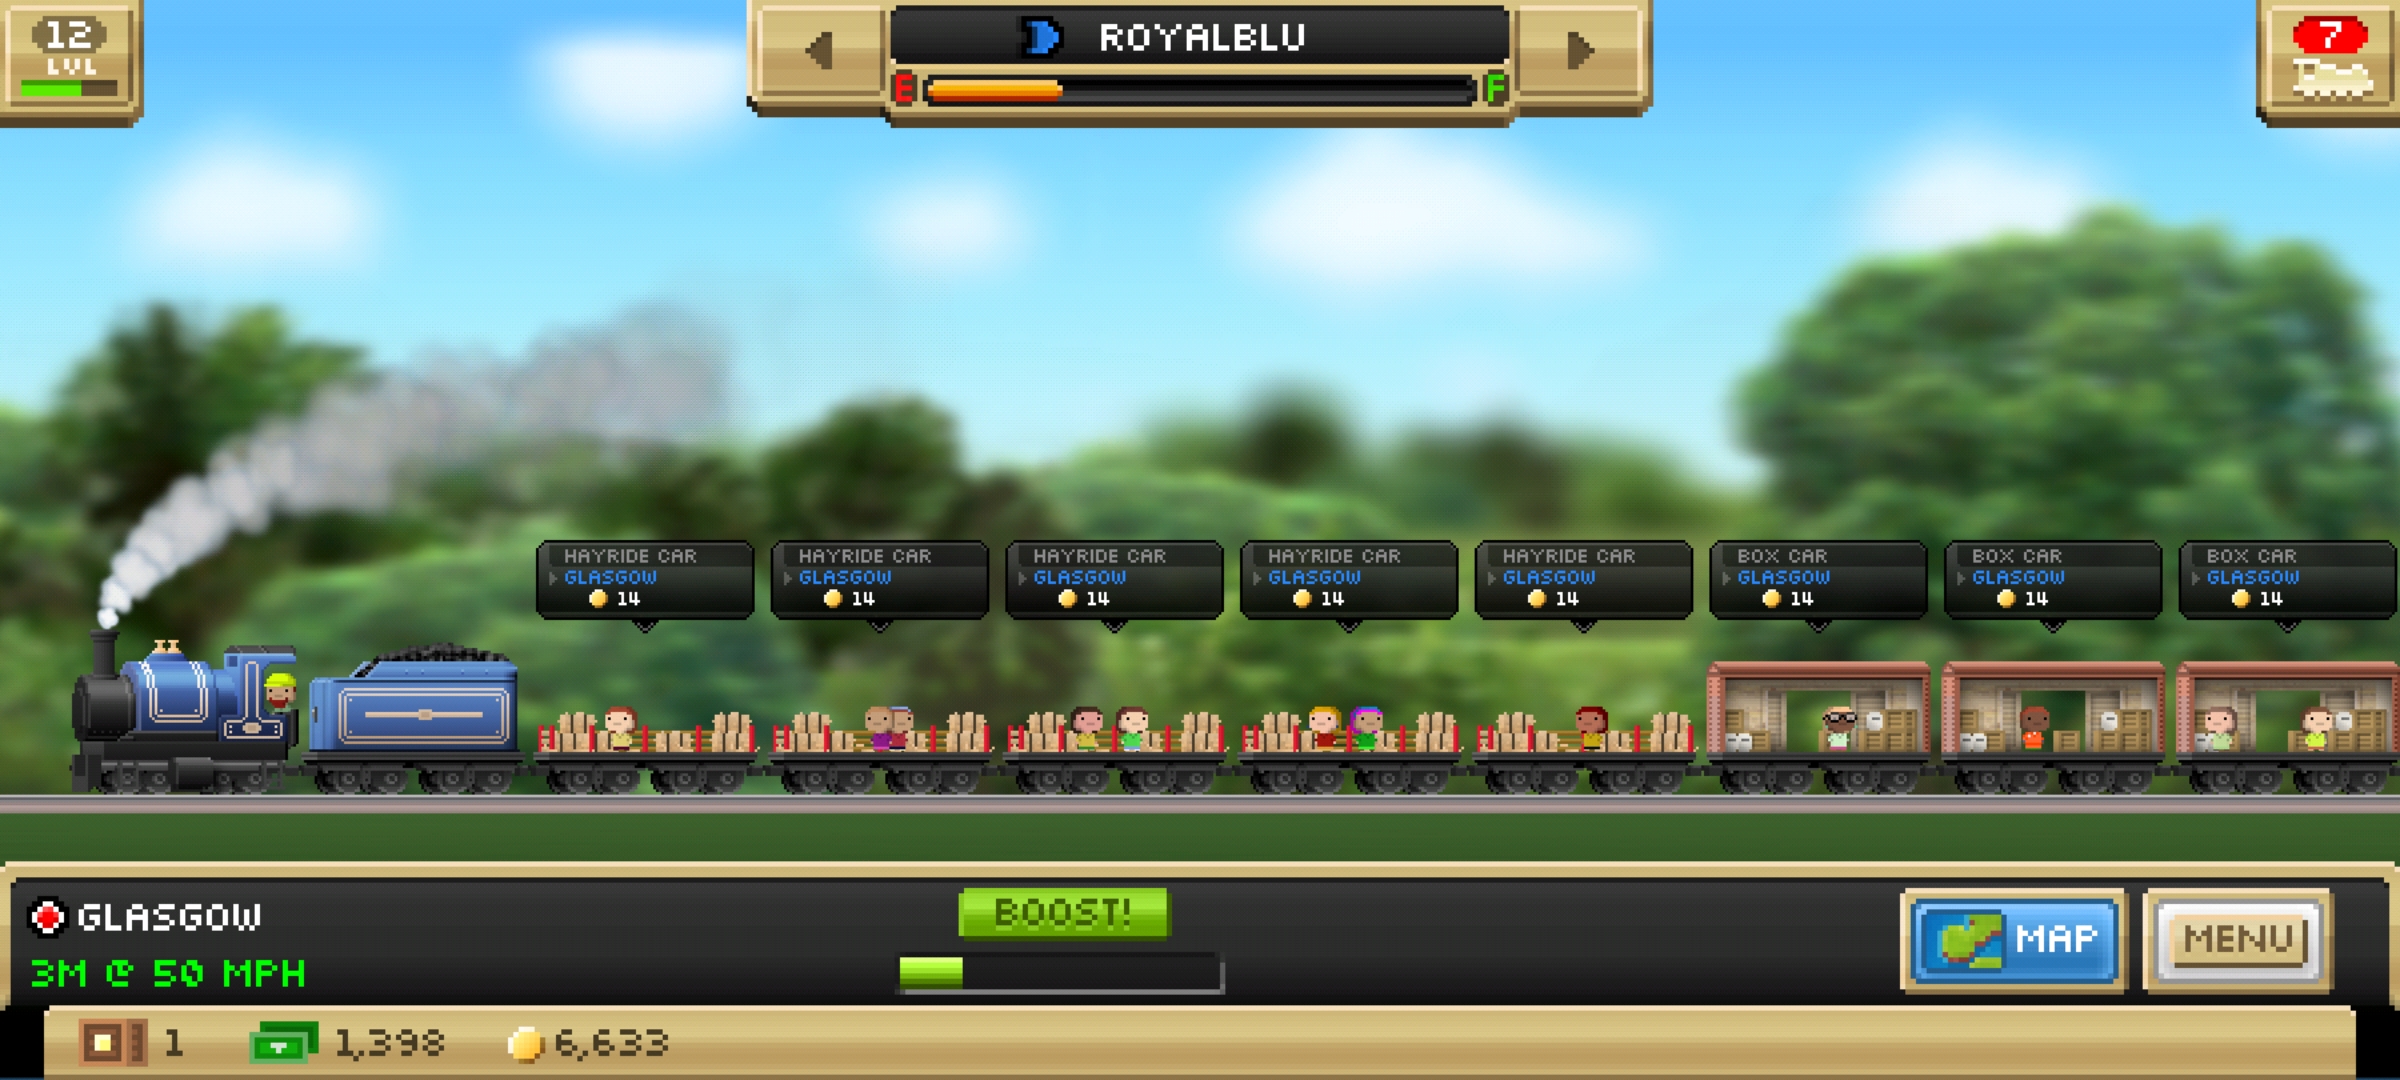 12
LVL
ROYALBLU
E F
7
HAYRIDE CAR
GLASGOW
14
HAYRIDE CAR
GLASGOW
14
HAYRIDE CAR
GLASGOW
14
HAYRIDE CAR
GLASGOW
14
HAYRIDE CAR
GLASGOW
14
BOX CAR
GLASGOW
14
BOX CAR
GLASGOW
14
BOX CAR
GLASGOW
14
GLASGOW
3M @ 50 MPH
BOOST!
MAP
MENU
1
1,398
6,633